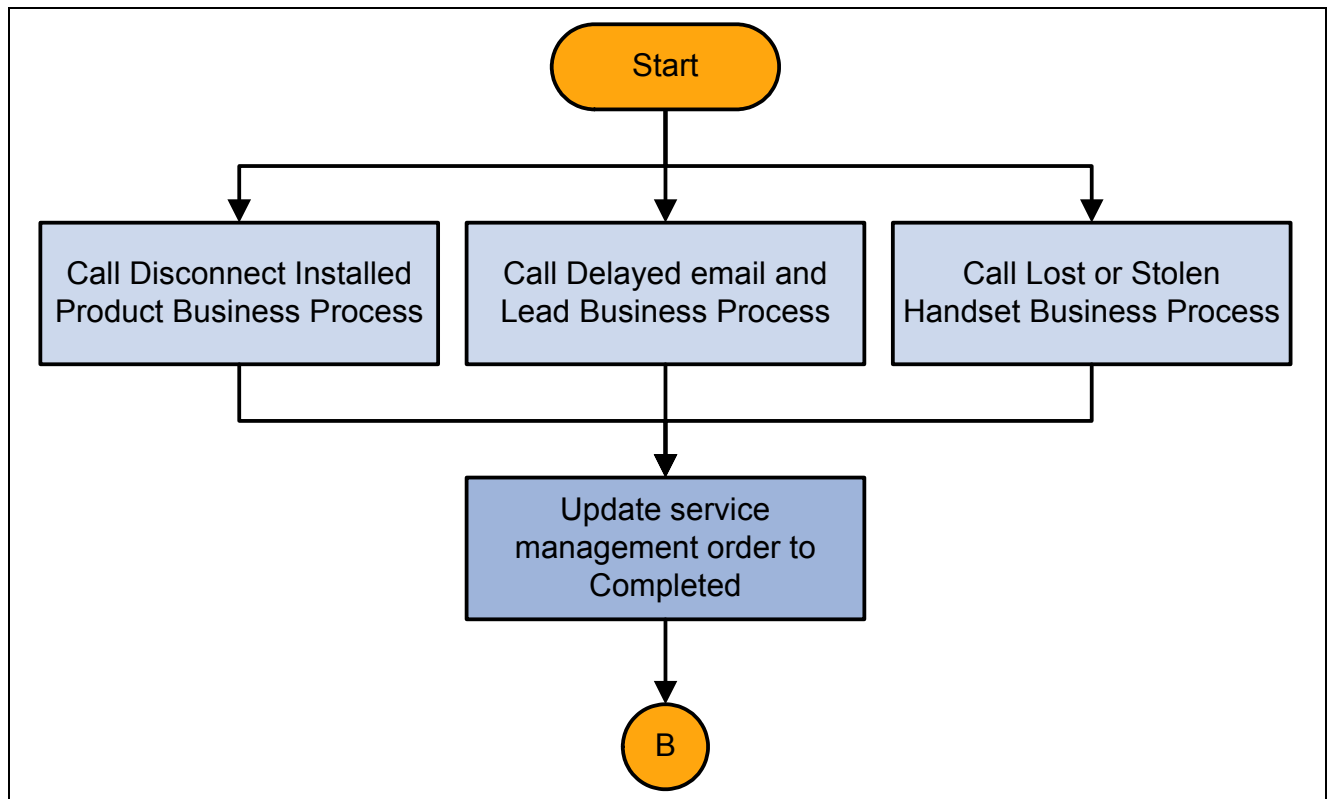 Start
Call Disconnect Installed
Product Business Process
Call Delayed email and
Lead Business Process
Call Lost or Stolen
Handset Business Process
Update service
management order to
Completed
B